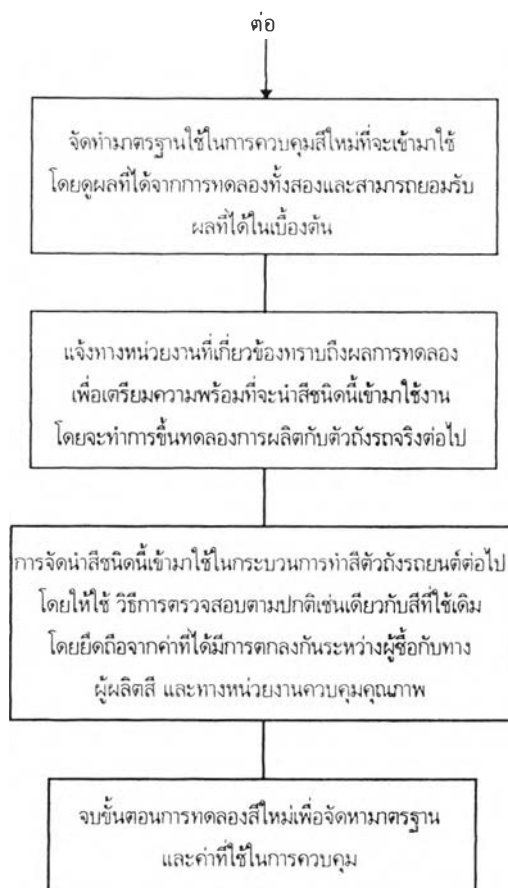 ต่อ
จัดทำมาตรฐานใช้ในการควบคุมสีใหม่ที่จะเข้ามาใช้
โดยดูผลที่ได้จากการทดลองทั้งสองและสามารถยอมรับ
ผลที่ได้ในเบื้องต้น
แจ้งทางหน่วยงานที่เกี่ยวข้องทราบถึงผลการทดลอง
เพื่อเตรียมความพร้อมที่จะนำสีชนิดนี้เข้ามาใช้งาน
โดยจะทำการขึ้นทดลองการผลิตกับตัวถังรถจริงต่อไป
การจัดนำสีชนิดนี้เข้ามาใช้ในกระบวนการทำสีตัวถังรถยนต์ต่อไป
โดยให้ใช้ วิธีการตรวจสอบตามปกติเช่นเดียวกับสีที่ใช้เดิม
โดยยึดถือจากค่าที่ได้มีการตกลงกันระหว่างผู้ซื้อกับทาง
ผู้ผลิตสี และทางหน่วยงานควบคุมคุณภาพ
จบขั้นตอนการทดลองสีใหม่เพื่อจัดหามาตรฐาน
และค่าที่ใช้ในการควบคุม